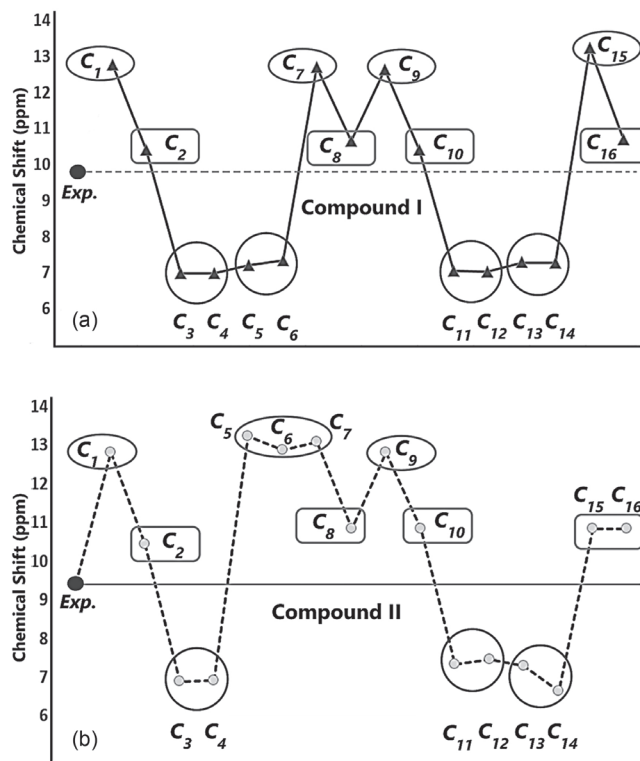 14
13
12
11
10
9
8
7
6
Chemical Shift (ppm)
C1
C2
C7
C8
C9
C10
C15
C16
Exp.
Compound I
(a)
C3 C4 C5 C6
C11 C12 C13 C14
14
13
12
11
10
9
8
7
6
Chemical Shift (ppm)
C1
C2
C5 C6 C7
C8
C9
C10
C15 C16
Exp.
Compound II
(b)
C3 C4
C11 C12 C13 C14